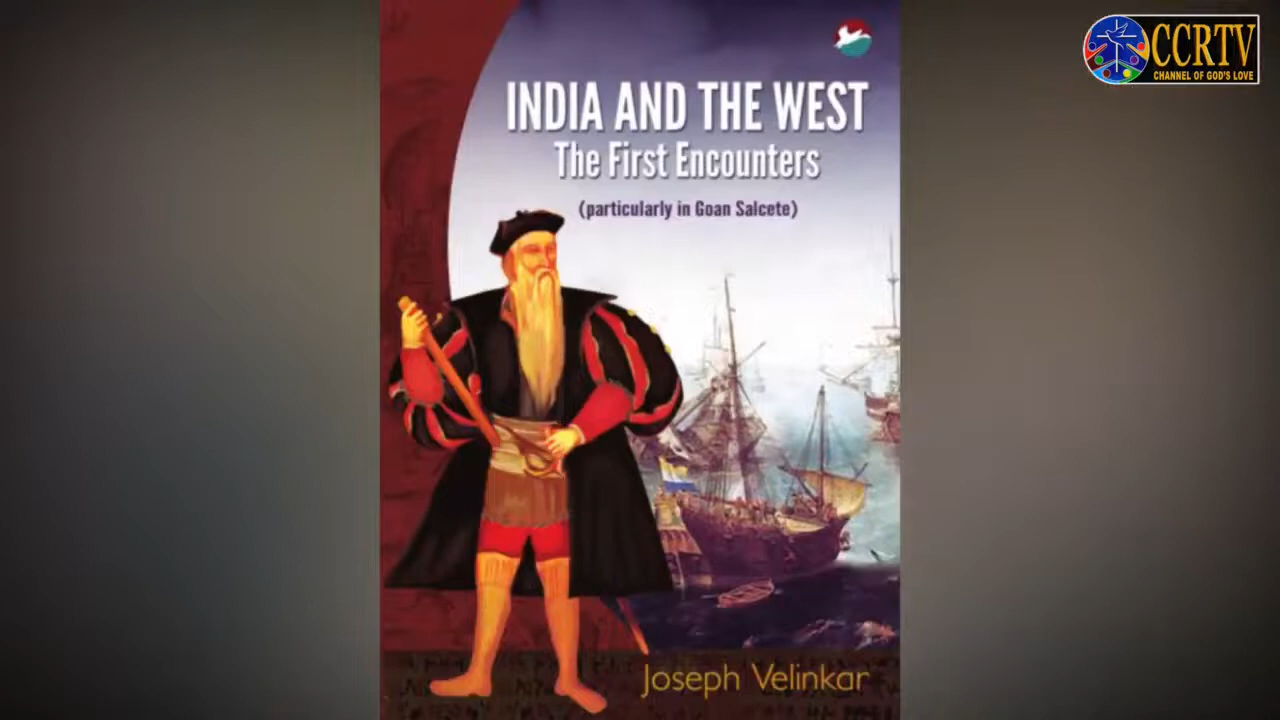 CCRTV
CHANNEL OF GOD'S LOVE
INDIA AND THE WEST
The First Encounters
(particularly in Goan Salcete)
Joseph Velinkar